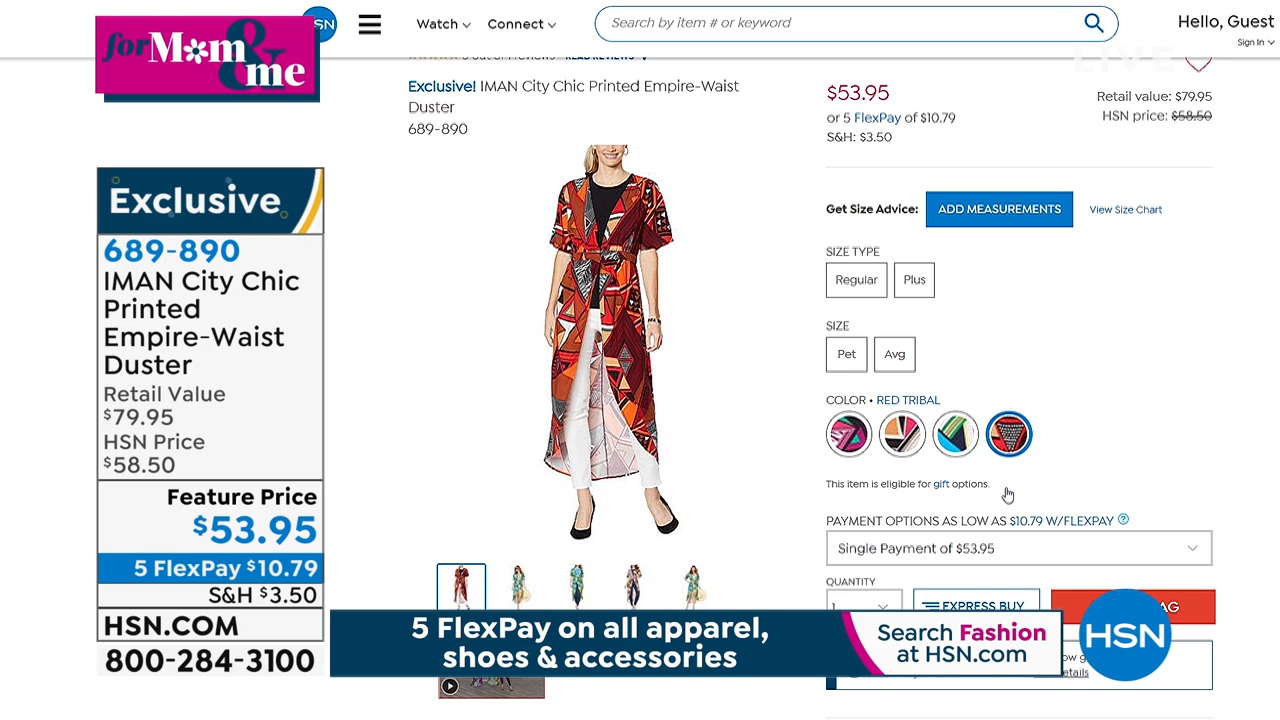 for Mom
&
me
HSN
Watch
Connect
Search by item # or keyword
Hello, Guest
Sign In
LIVE
READ REVIEWS
Exclusive! IMAN City Chic Printed Empire-Waist
Duster
689-890
$53.95
or 5 FlexPay of $10.79
S&H: $3.50
Retail value: $79.95
HSN price: $58.50
Get Size Advice:
ADD MEASUREMENTS
View Size Chart
SIZE TYPE
Regular
Plus
SIZE
Pet
Avg
COLOR • RED TRIBAL
This item is eligible for gift options.
PAYMENT OPTIONS AS LOW AS $10.79 W/FLEXPAY ?
Single Payment of $53.95
QUANTITY
1
EXPRESS BUY
AG
Exclusive
689-890
IMAN City Chic
Printed
Empire-Waist
Duster
Retail Value
$79.95
HSN Price
$58.50
Feature Price
$53.95
5 FlexPay $10.79
S&H $3.50
HSN.COM
800-284-3100
5 FlexPay on all apparel,
shoes & accessories
Search Fashion
at HSN.com
HSN